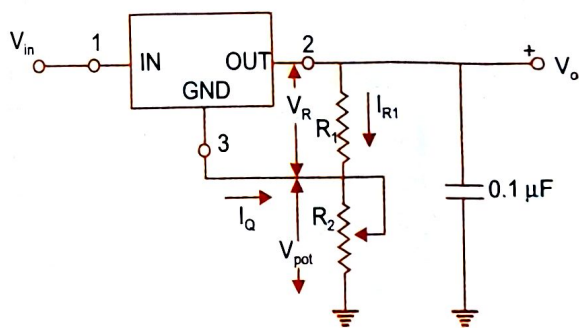 V_in
1
IN
OUT
GND
2
+
V_o
3
V_R
R_1
I_R1
I_Q
R_2
V_pot
0.1 μF